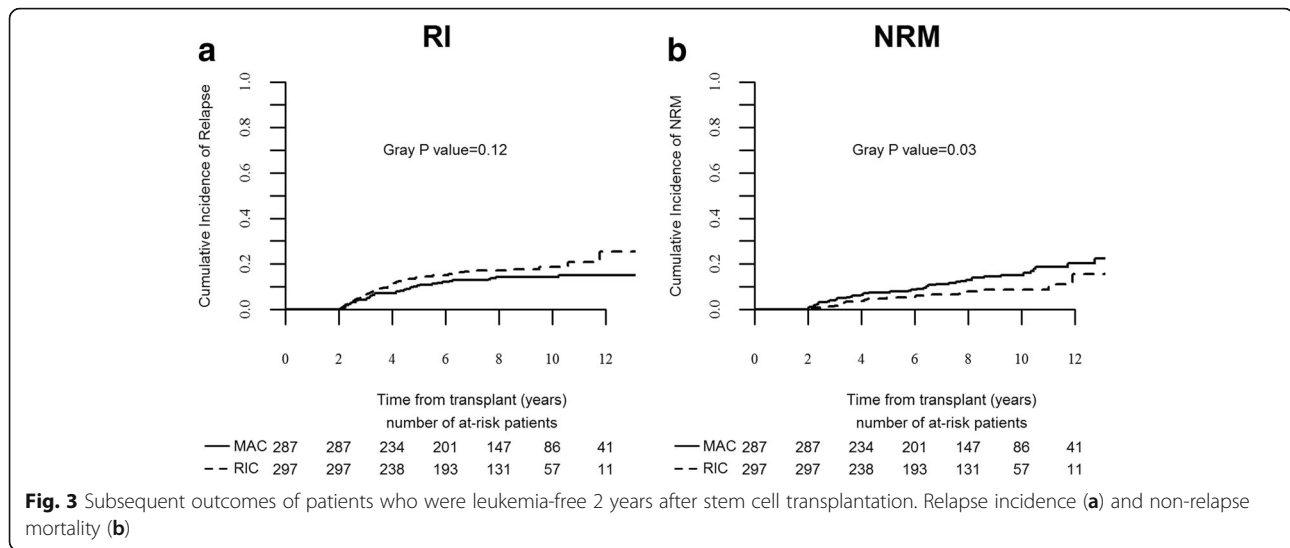 a
RI
Cumulative Incidence of Relapse
1.0
0.8
0.6
0.4
0.2
0.0
Gray P value=0.12
0 2 4 6 8 10 12
Time from transplant (years)
number of at-risk patients
MAC 287 287 234 201 147 86 41
RIC 297 297 238 193 131 57 11
b
NRM
Cumulative Incidence of NRM
1.0
0.8
0.6
0.4
0.2
0.0
Gray P value=0.03
0 2 4 6 8 10 12
Time from transplant (years)
number of at-risk patients
MAC 287 287 234 201 147 86 41
RIC 297 297 238 193 131 57 11
Fig. 3 Subsequent outcomes of patients who were leukemia-free 2 years after stem cell transplantation. Relapse incidence (a) and non-relapse
mortality (b)